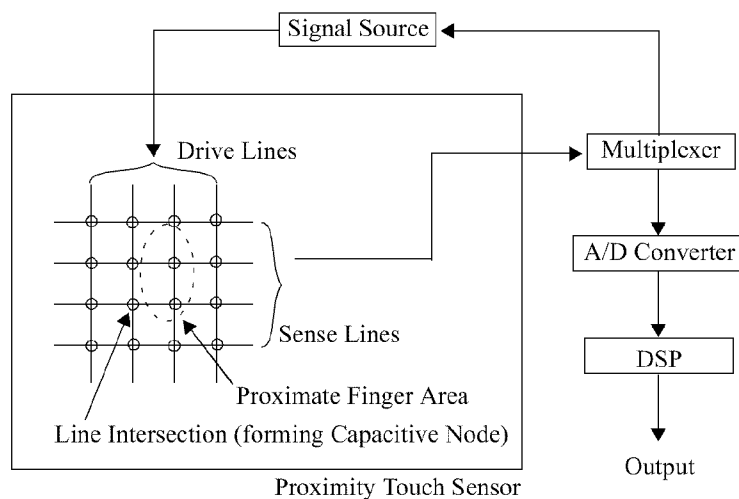 Signal Source
Drive Lines
Multiplexer
A/D Converter
Sense Lines
DSP
Proximate Finger Area
Line Intersection (forming Capacitive Node)
Output
Proximity Touch Sensor